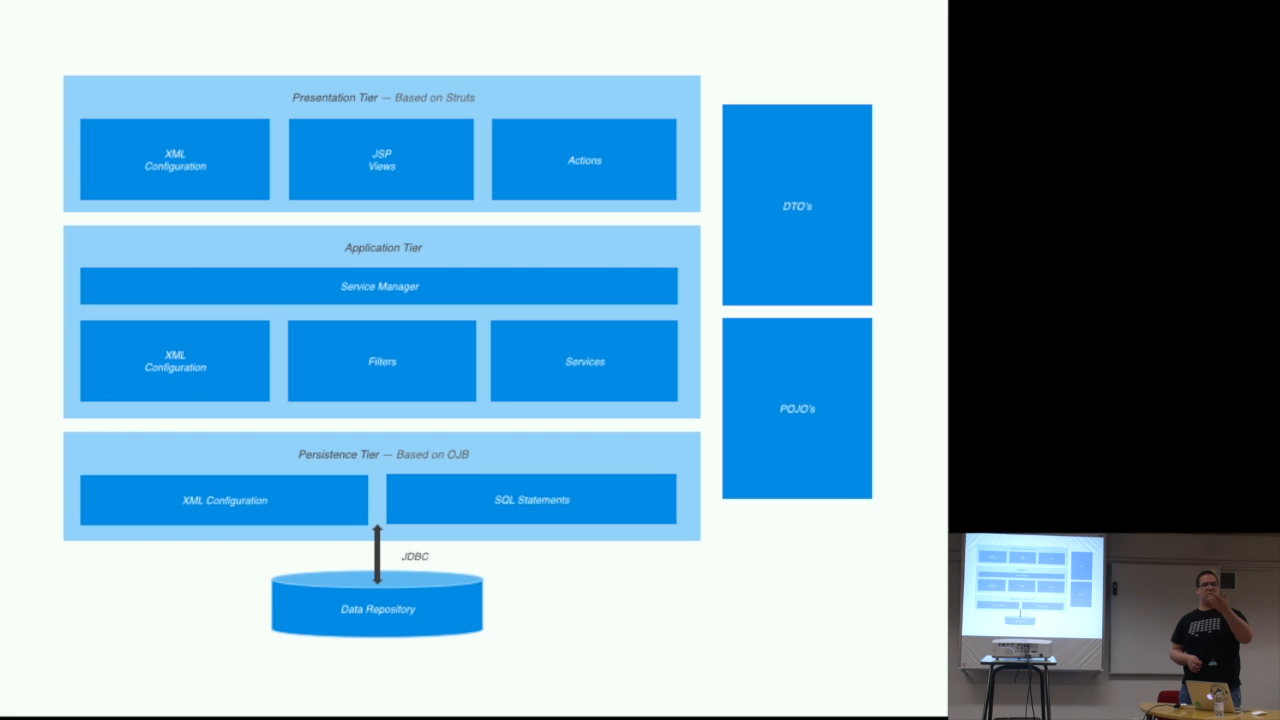 Presentation Tier — Based on Struts
XML
Configuration
JSP
Views
Actions
Application Tier
Service Manager
XML
Configuration
Filters
Services
Persistence Tier — Based on OJB
XML Configuration
SQL Statements
JDBC
Data Repository
DTO's
POJO's